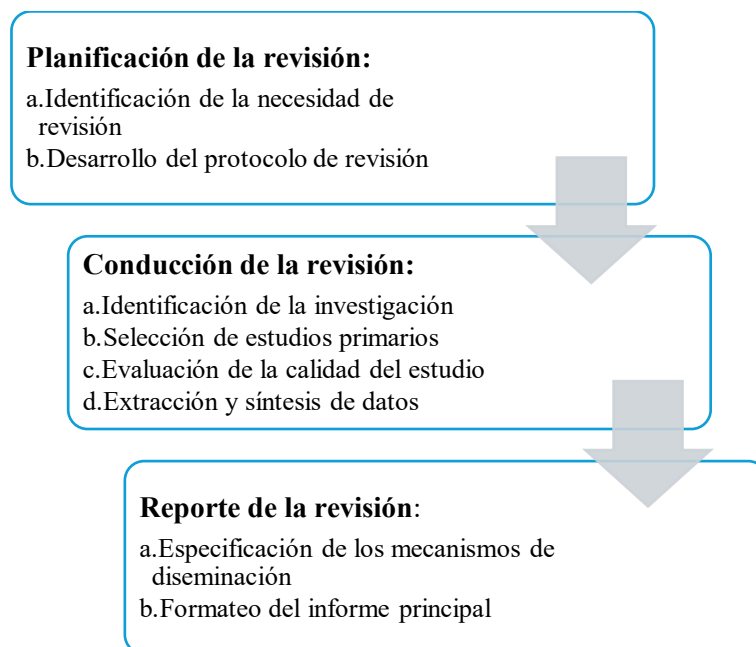 Planificación de la revisión:
a.Identificación de la necesidad de
revisión
b.Desarrollo del protocolo de revisión
Conducción de la revisión:
a.Identificación de la investigación
b.Selección de estudios primarios
c.Evaluación de la calidad del estudio
d.Extracción y síntesis de datos
Reporte de la revisión:
a.Especificación de los mecanismos de
diseminación
b.Formateo del informe principal